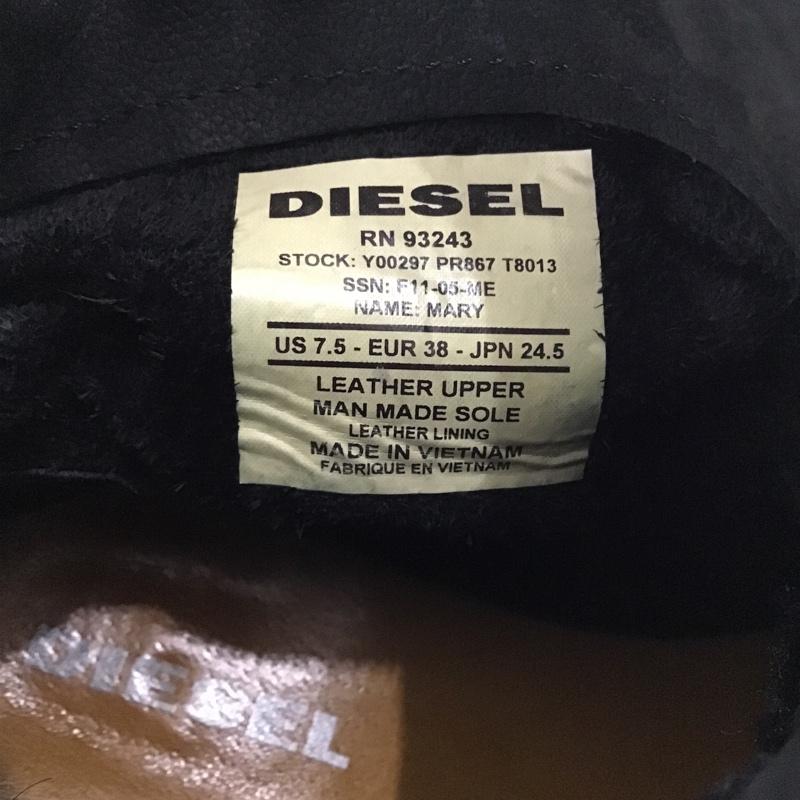 DIESEL
RN 93243
STOCK: Y00297 PR867 T8013
SSN: F11-05-ME
NAME: MARY
US 7.5 - EUR 38 - JPN 24.5
LEATHER UPPER
MAN MADE SOLE
LEATHER LINING
MADE IN VIETNAM
FABRIQUE EN VIETNAM
DIESEL